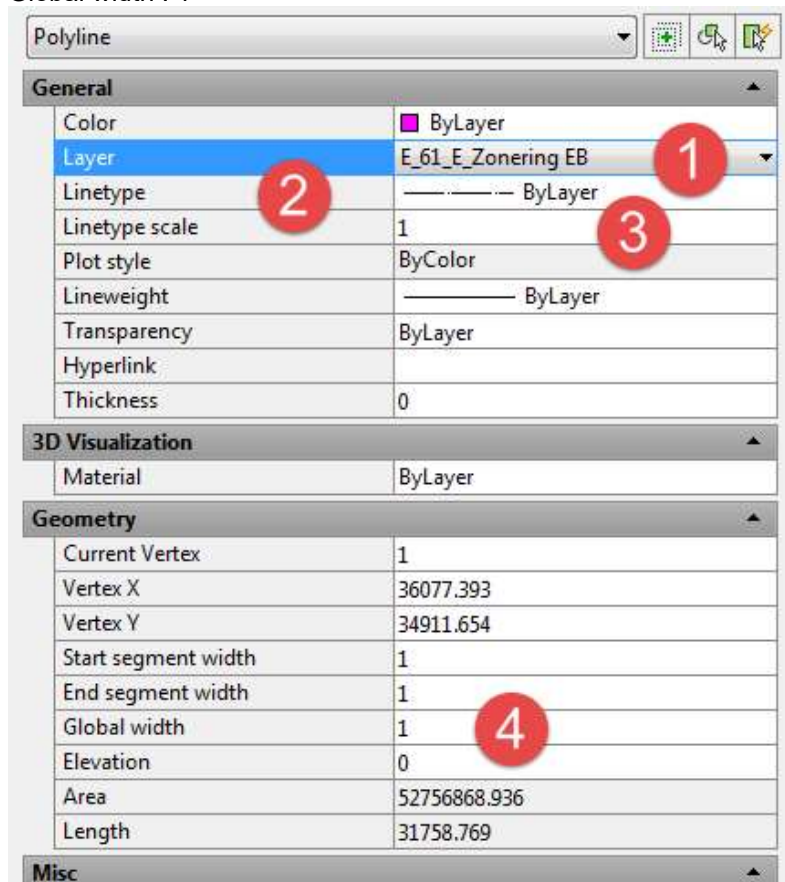 Polyline
General
Color ByLayer
Layer E_61_E_Zonering EB 1
Linetype 2 ByLayer
Linetype scale 1 3
Plot style ByColor
Lineweight ByLayer
Transparency ByLayer
Hyperlink
Thickness 0
3D Visualization
Material ByLayer
Geometry
Current Vertex 1
Vertex X 36077.393
Vertex Y 34911.654
Start segment width 1
End segment width 1
Global width 1 4
Elevation 0
Area 52756868.936
Length 31758.769
Misc